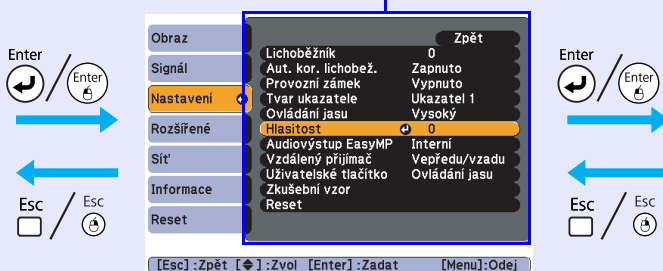 Obraz
Signál
Nastavení
Rozšířené
Síť
Informace
Reset
Zpět
Lichoběžník 0
Aut. kor. lichobež. Zapnuto
Provozní zámek Vypnuto
Tvar ukazatele Ukazatel 1
Ovládání jasu Vysoký
Hlasitost 0
Audiovýstup EasyMP Interní
Vzdálený přijímač Vepředu/vzadu
Uživatelské tlačítko Ovládání jasu
Zkušební vzor
Reset
[Esc] :Zpět [ ] :Zvol [Enter] :Zadat [Menu]:Odej
Enter
Enter
Esc
Esc
Enter
Enter
Esc
Esc